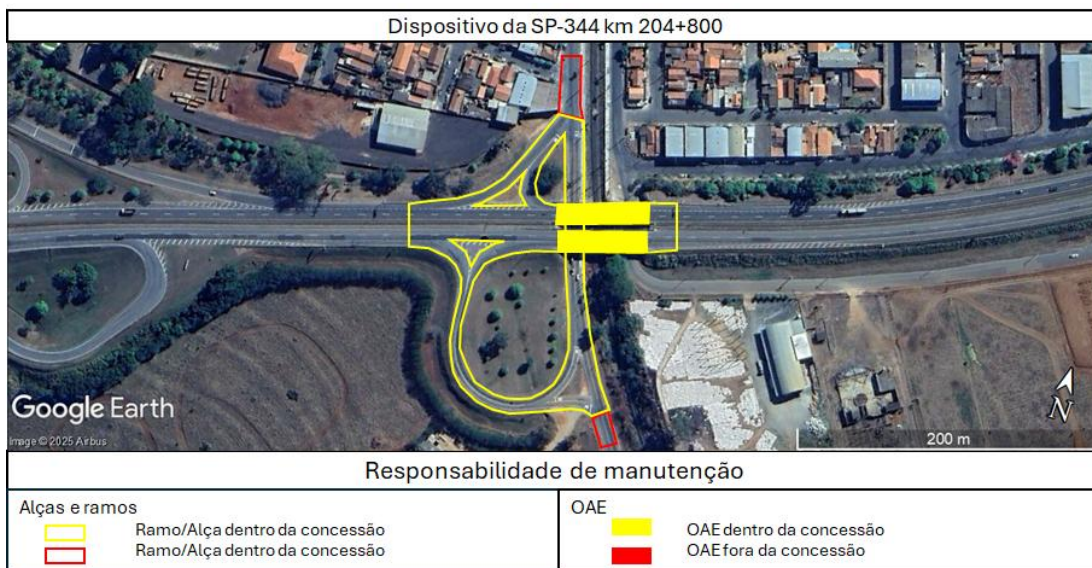 Dispositivo da SP-344 km 204+800
Google Earth
Image © 2025 Airbus
N
200 m
Responsabilidade de manutenção
Alças e ramos
Ramo/Alça dentro da concessão
Ramo/Alça dentro da concessão
OAE
OAE dentro da concessão
OAE fora da concessão